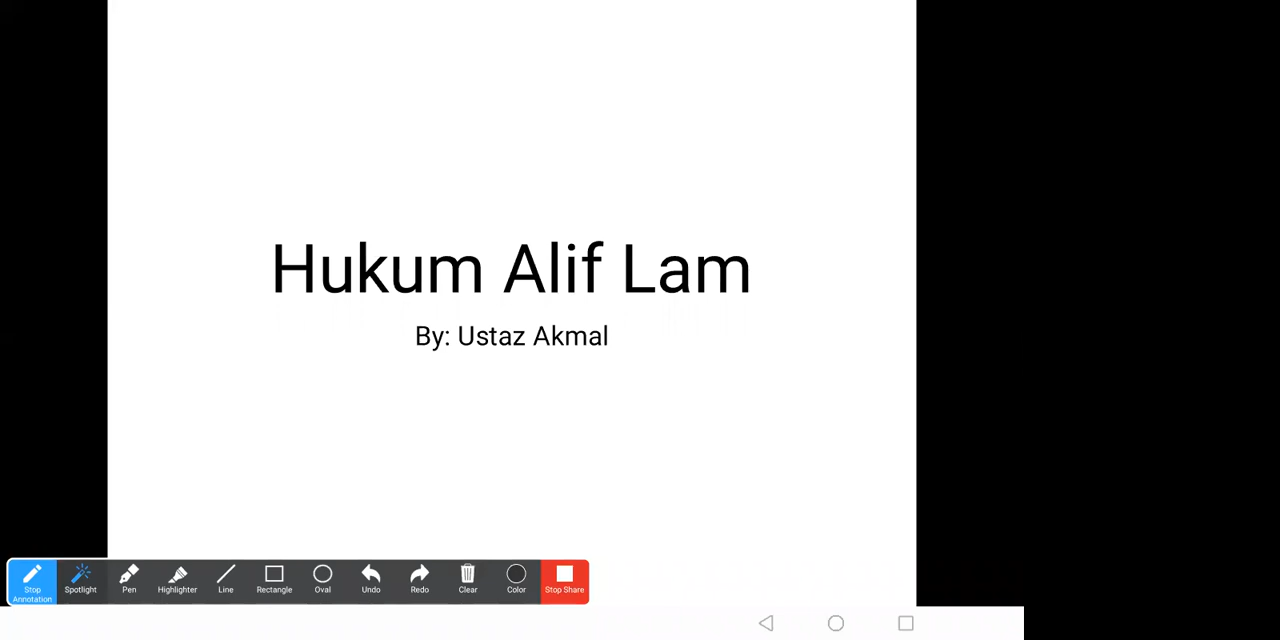 Hukum Alif Lam
By: Ustaz Akmal
Stop Annotation
Spotlight
Pen
Highlighter
Line
Rectangle
Oval
Undo
Redo
Clear
Color
Stop Share